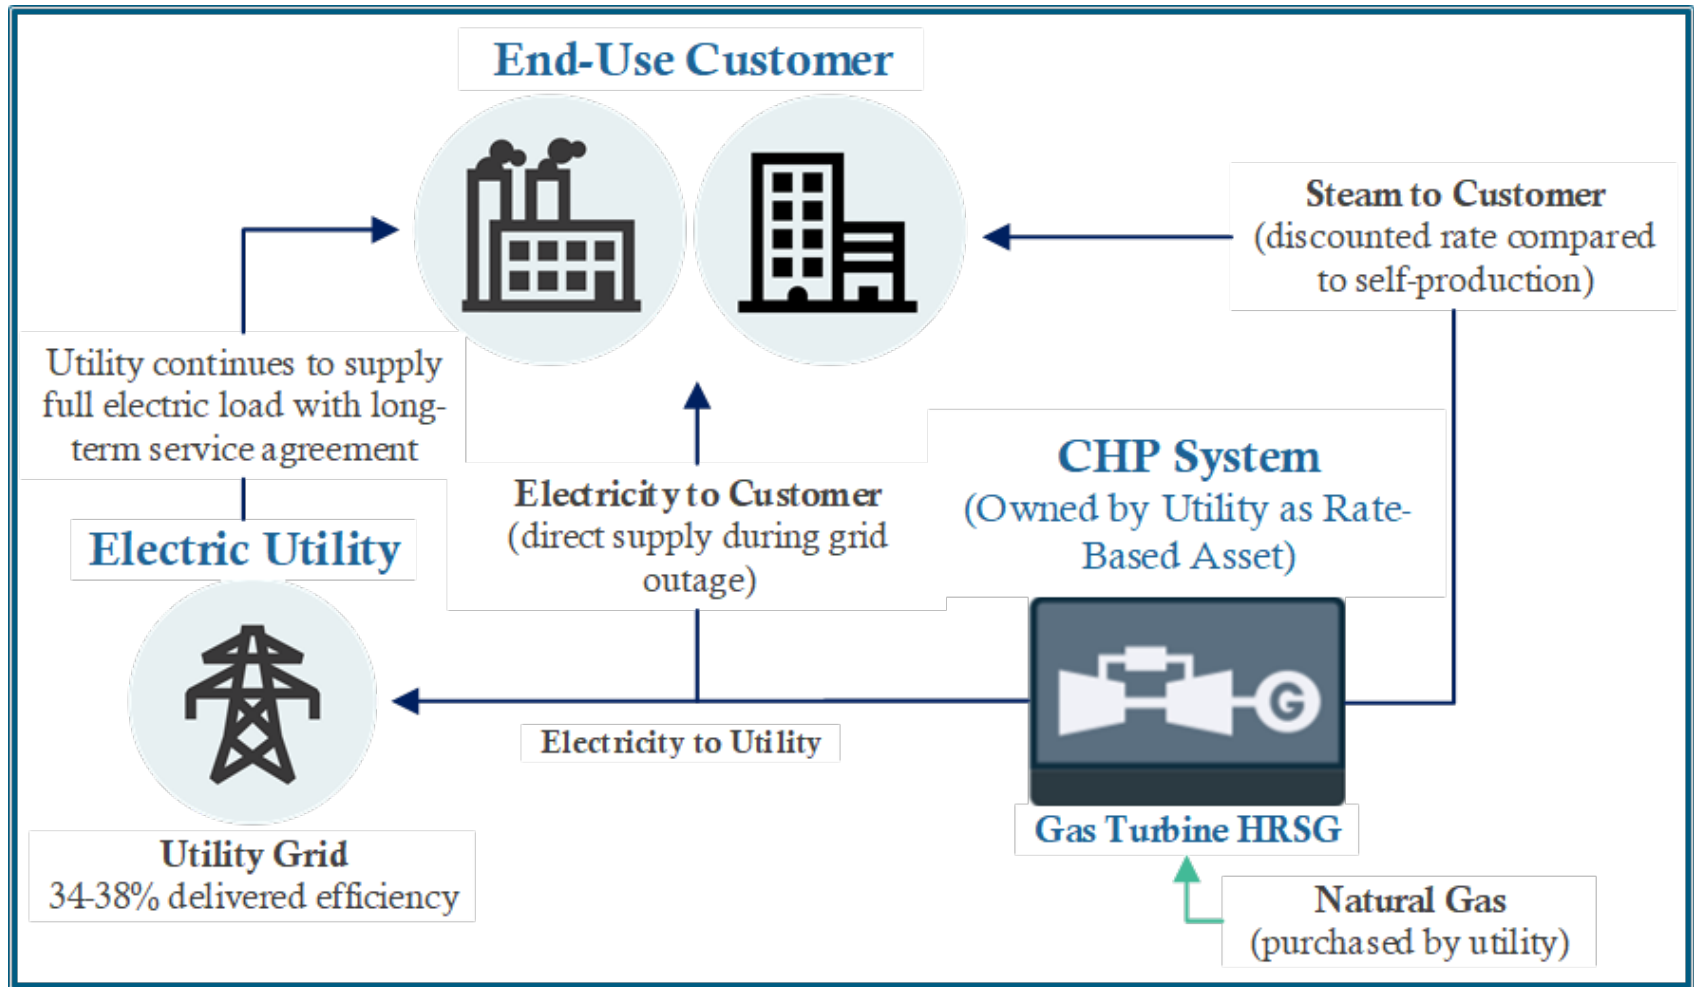 End-Use Customer
Steam to Customer
(discounted rate compared
to self-production)
Utility continues to supply
full electric load with long-
term service agreement
CHP System
(Owned by Utility as Rate-
Based Asset)
Electricity to Customer
(direct supply during grid
outage)
Electric Utility
G
Electricity to Utility
Gas Turbine HRSG
Utility Grid
34-38% delivered efficiency
Natural Gas
(purchased by utility)